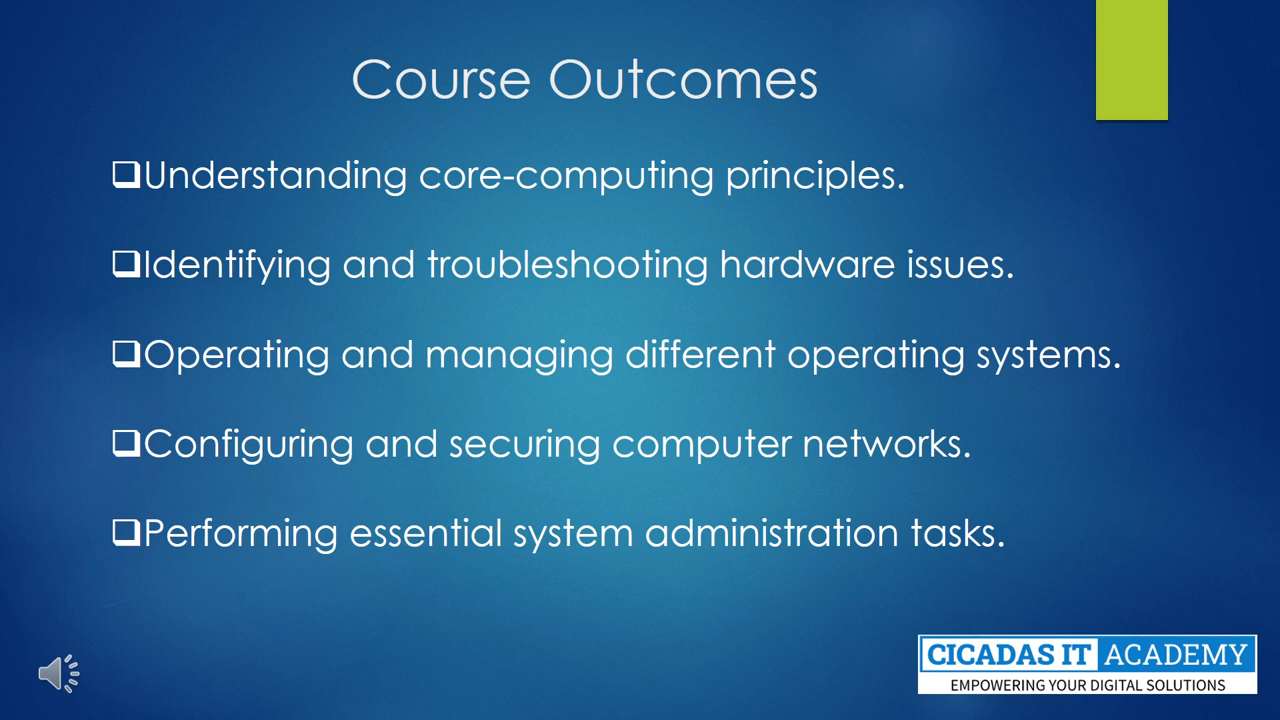 Course Outcomes
❑Understanding core-computing principles.
❑Identifying and troubleshooting hardware issues.
❑Operating and managing different operating systems.
❑Configuring and securing computer networks.
❑Performing essential system administration tasks.
CICADAS IT ACADEMY
EMPOWERING YOUR DIGITAL SOLUTIONS